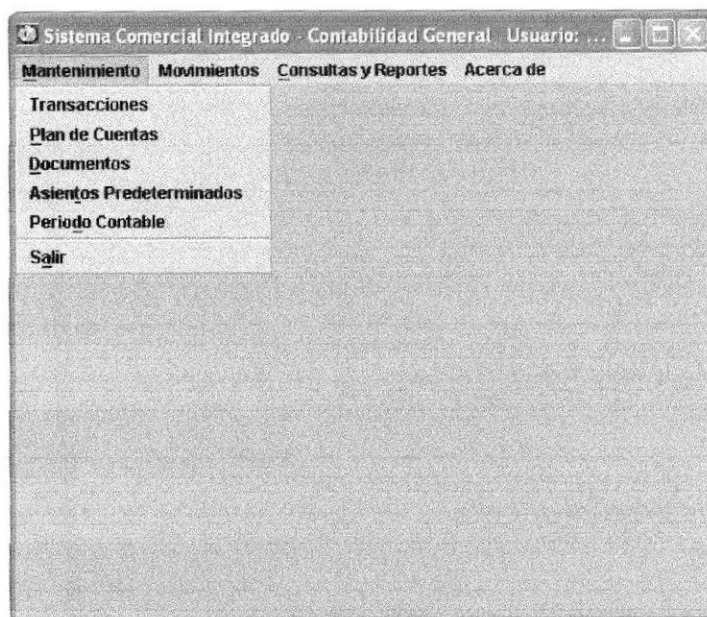 Sistema Comercial Integrado - Contabilidad General Usuario: ...
Mantenimiento Movimientos Consultas y Reportes Acerca de
Transacciones
Plan de Cuentas
Documentos
Asientos Predeterminados
Periodo Contable
Salir